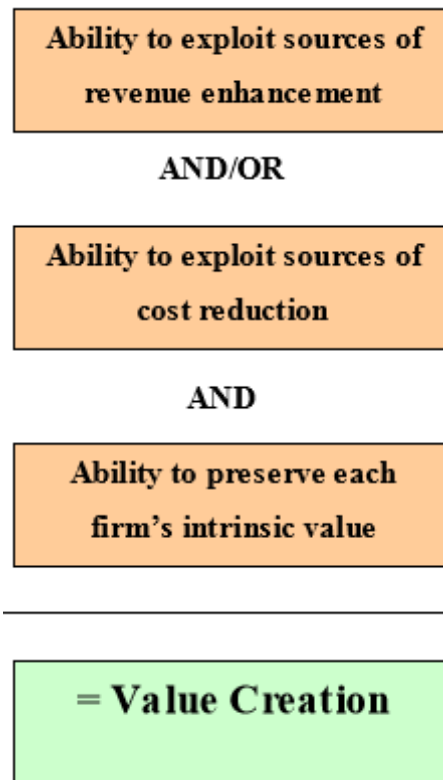 Ability to exploit sources of
revenue enhancement
AND/OR
Ability to exploit sources of
cost reduction
AND
Ability to preserve each
firm’s intrinsic value
= Value Creation